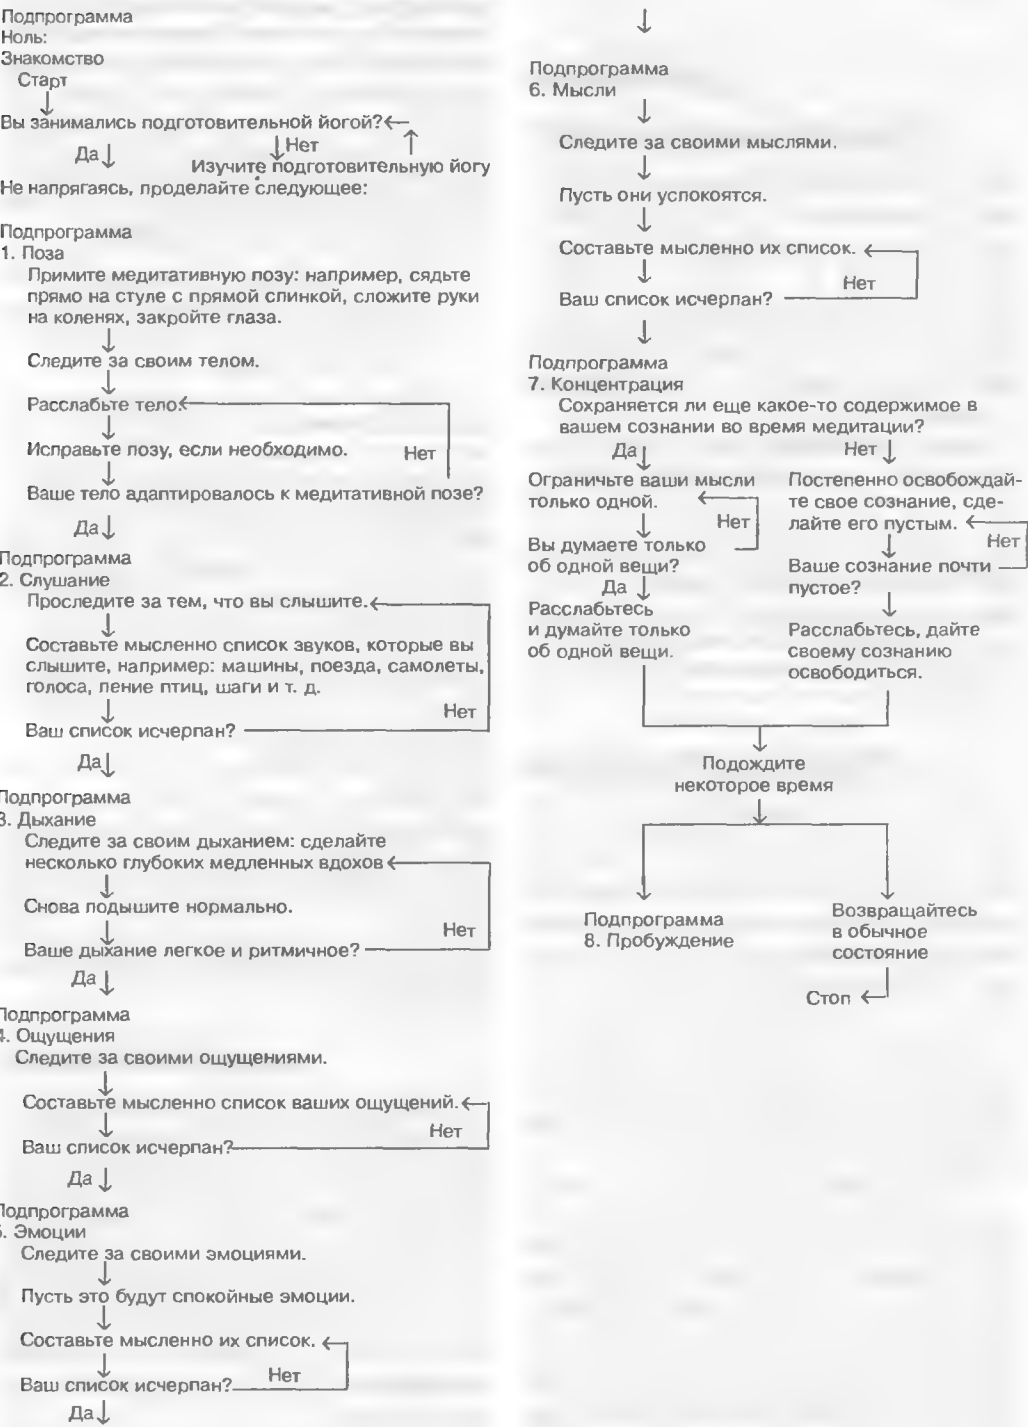 Подпрограмма
Ноль:
Знакомство
Старт
Вы занимались подготовительной йогой?
Да
Нет
Изучите подготовительную йогу
Не напрягаясь, проделайте следующее:
Подпрограмма
1. Поза
Примите медитативную позу: например, сядьте
прямо на стуле с прямой спинкой, сложите руки
на коленях, закройте глаза.
Следите за своим телом.
Расслабьте тело.
Исправьте позу, если необходимо.
Нет
Ваше тело адаптировалось к медитативной позе?
Да
Подпрограмма
2. Слушание
Проследите за тем, что вы слышите.
Составьте мысленно список звуков, которые вы
слышите, например: машины, поезда, самолеты,
голоса, пение птиц, шаги и т. д.
Нет
Ваш список исчерпан?
Да
Подпрограмма
3. Дыхание
Следите за своим дыханием: сделайте
несколько глубоких медленных вдохов
Снова подышите нормально.
Нет
Ваше дыхание легкое и ритмичное?
Да
Подпрограмма
4. Ощущения
Следите за своими ощущениями.
Составьте мысленно список ваших ощущений.
Нет
Ваш список исчерпан?
Да
Подпрограмма
5. Эмоции
Следите за своими эмоциями.
Пусть это будут спокойные эмоции.
Составьте мысленно их список.
Нет
Ваш список исчерпан?
Да
Подпрограмма
6. Мысли
Следите за своими мыслями.
Пусть они успокоятся.
Составьте мысленно их список.
Нет
Ваш список исчерпан?
Подпрограмма
7. Концентрация
Сохраняется ли еще какое-то содержимое в
вашем сознании во время медитации?
Да
Ограничьте ваши мысли
только одной.
Нет
Вы думаете только
об одной вещи?
Да
Расслабьтесь
и думайте только
об одной вещи.
Нет
Постепенно освобождай-
те свое сознание, сде-
лайте его пустым.
Нет
Ваше сознание почти
пустое?
Расслабьтесь, дайте
своему сознанию
освободиться.
Подождите
некоторое время
Подпрограмма
8. Пробуждение
Возвращайтесь
в обычное
состояние
Стоп